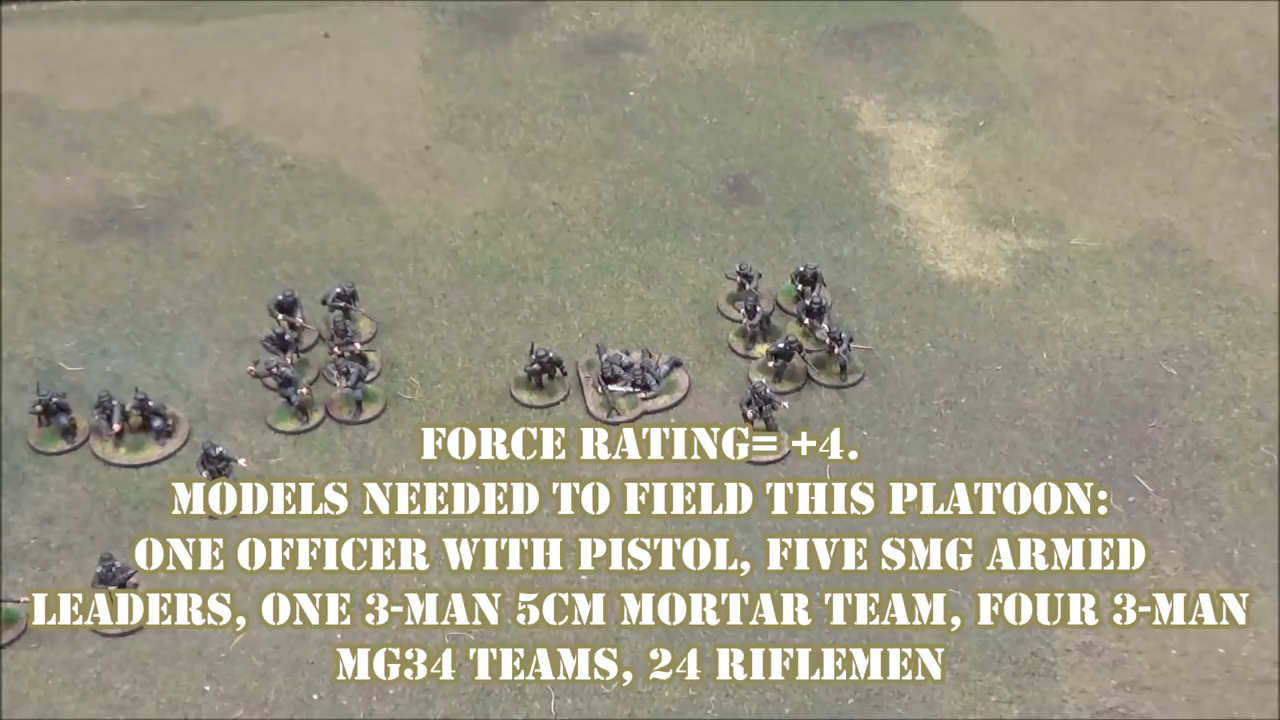 FORCE RATING= +4.
MODELS NEEDED TO FIELD THIS PLATOON:
ONE OFFICER WITH PISTOL, FIVE SMG ARMED
LEADERS, ONE 3-MAN 5CM MORTAR TEAM, FOUR 3-MAN
MG34 TEAMS, 24 RIFLEMEN